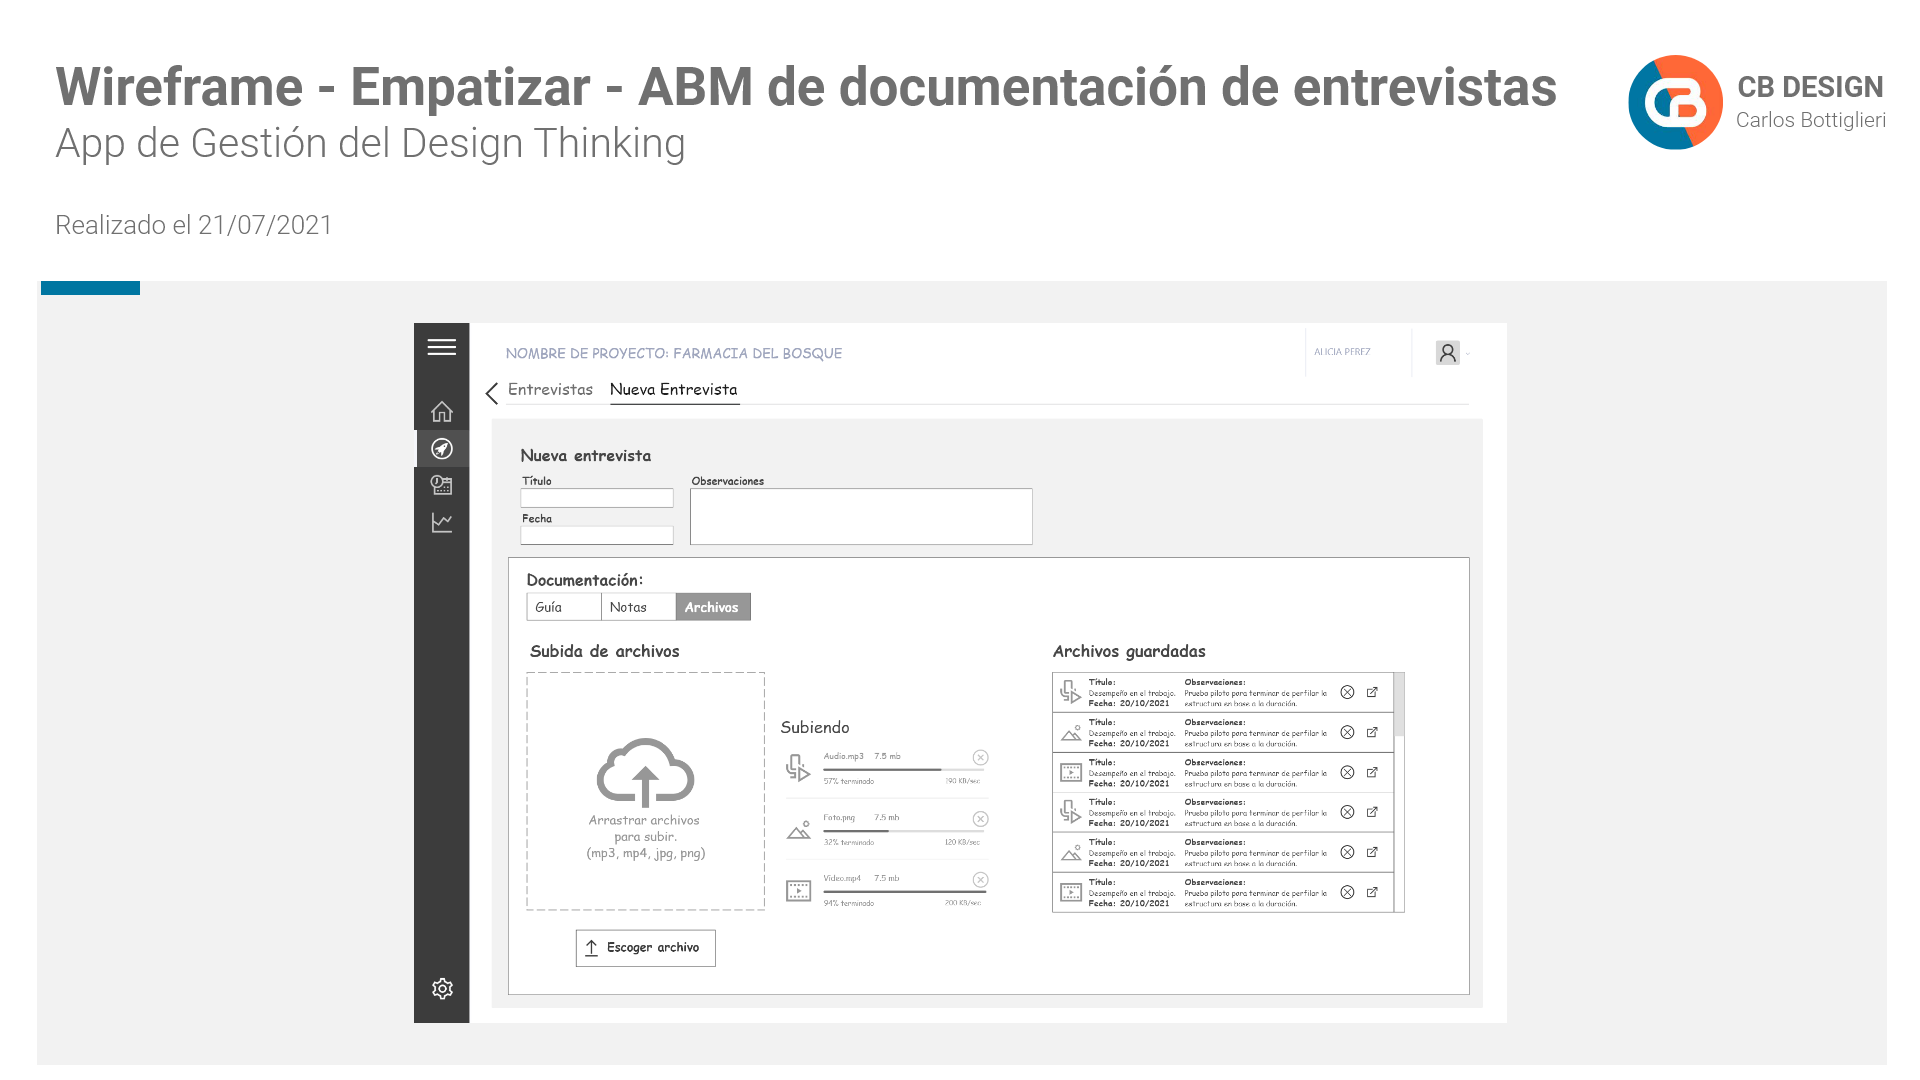 Wireframe - Empatizar - ABM de documentación de entrevistas
App de Gestión del Design Thinking
CB DESIGN
Carlos Bottiglieri
Realizado el 21/07/2021
NOMBRE DE PROYECTO: FARMACIA DEL BOSQUE
ALICIA PEREZ
Entrevistas
Nueva Entrevista
Nueva entrevista
Título
Observaciones
Fecha
Documentación:
Guía
Notas
Archivos
Subida de archivos
Arrastrar archivos
para subir.
(mp3, mp4, jpg, png)
Escoger archivo
Subiendo
Audio.mp3 7.5 mb
57% terminado 190 KB/sec
Foto.png 7.5 mb
32% terminado 120 KB/sec
Video.mp4 7.5 mb
94% terminado 200 KB/sec
Archivos guardadas
Título: Observaciones:
Desempeño en el trabajo. Prueba piloto para terminar de perfilar la
Fecha: 20/10/2021 estructura en base a la duración.
Título: Observaciones:
Desempeño en el trabajo. Prueba piloto para terminar de perfilar la
Fecha: 20/10/2021 estructura en base a la duración.
Título: Observaciones:
Desempeño en el trabajo. Prueba piloto para terminar de perfilar la
Fecha: 20/10/2021 estructura en base a la duración.
Título: Observaciones:
Desempeño en el trabajo. Prueba piloto para terminar de perfilar la
Fecha: 20/10/2021 estructura en base a la duración.
Título: Observaciones:
Desempeño en el trabajo. Prueba piloto para terminar de perfilar la
Fecha: 20/10/2021 estructura en base a la duración.
Título: Observaciones:
Desempeño en el trabajo. Prueba piloto para terminar de perfilar la
Fecha: 20/10/2021 estructura en base a la duración.